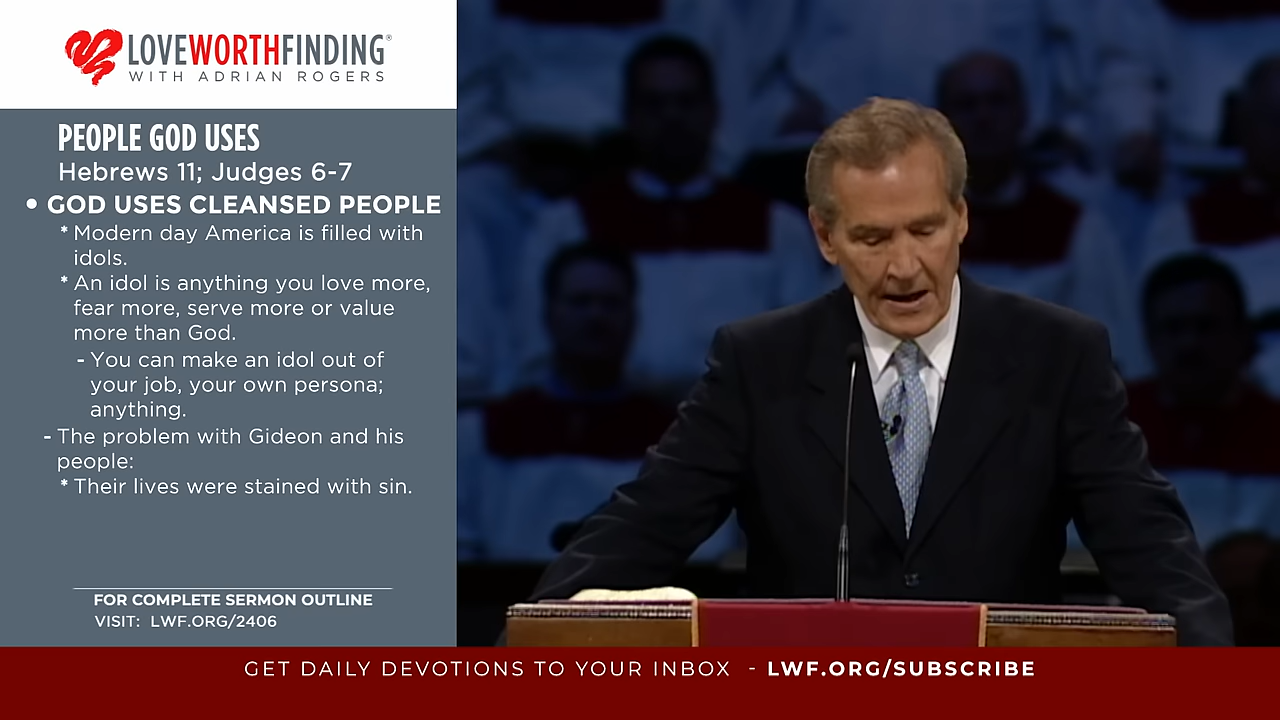 LOVEWORTHFINDING®
WITH ADRIAN ROGERS
PEOPLE GOD USES
Hebrews 11; Judges 6-7
• GOD USES CLEANSED PEOPLE
* Modern day America is filled with
idols.
* An idol is anything you love more,
fear more, serve more or value
more than God.
- You can make an idol out of
your job, your own persona;
anything.
- The problem with Gideon and his
people:
* Their lives were stained with sin.
FOR COMPLETE SERMON OUTLINE
VISIT: LWF.ORG/2406
GET DAILY DEVOTIONS TO YOUR INBOX - LWF.ORG/SUBSCRIBE